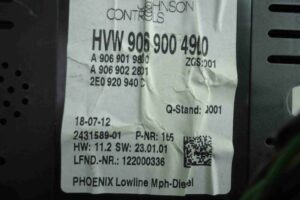 JOHNSON
CONTROLS
HVW 906 900 4900
A 906 901 9800 ZGS:001
A 906 902 2801
2E0 920 940 C
Q-Stand: 0001
18-07-12
2431589-01 P-NR: 165
HW: 11.2 SW: 23.01.01
LFND.-NR: 122000336
PHOENIX Lowline Mph-Diesel